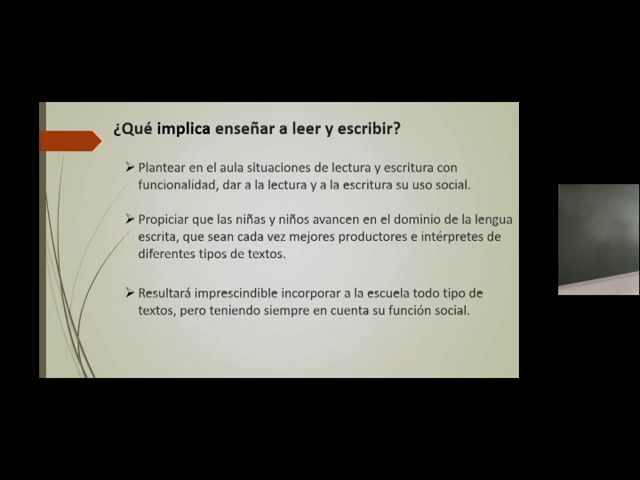 ¿Qué implica enseñar a leer y escribir?
➢ Plantear en el aula situaciones de lectura y escritura con
funcionalidad, dar a la lectura y a la escritura su uso social.
➢ Propiciar que las niñas y niños avancen en el dominio de la lengua
escrita, que sean cada vez mejores productores e intérpretes de
diferentes tipos de textos.
➢ Resultará imprescindible incorporar a la escuela todo tipo de
textos, pero teniendo siempre en cuenta su función social.